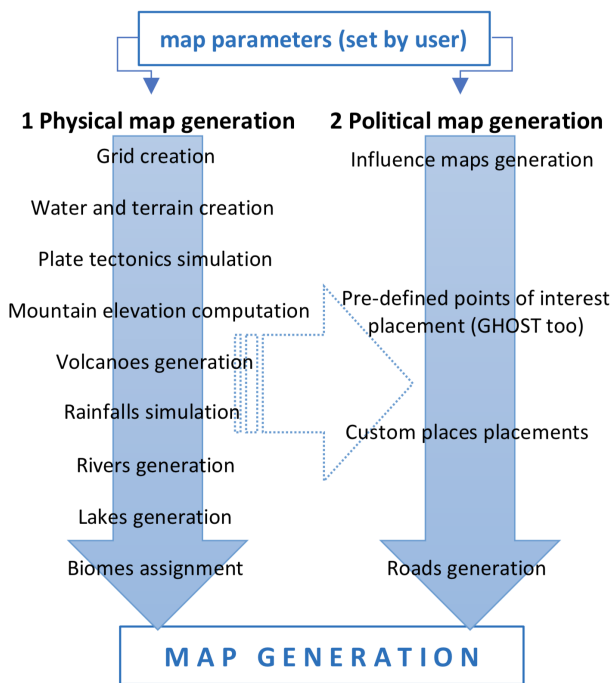 map parameters (set by user)
1 Physical map generation
Grid creation
Water and terrain creation
Plate tectonics simulation
Mountain elevation computation
Volcanoes generation
Rainfalls simulation
Rivers generation
Lakes generation
Biomes assignment
2 Political map generation
Influence maps generation
Pre-defined points of interest
placement (GHOST too)
Custom places placements
Roads generation
MAP GENERATION